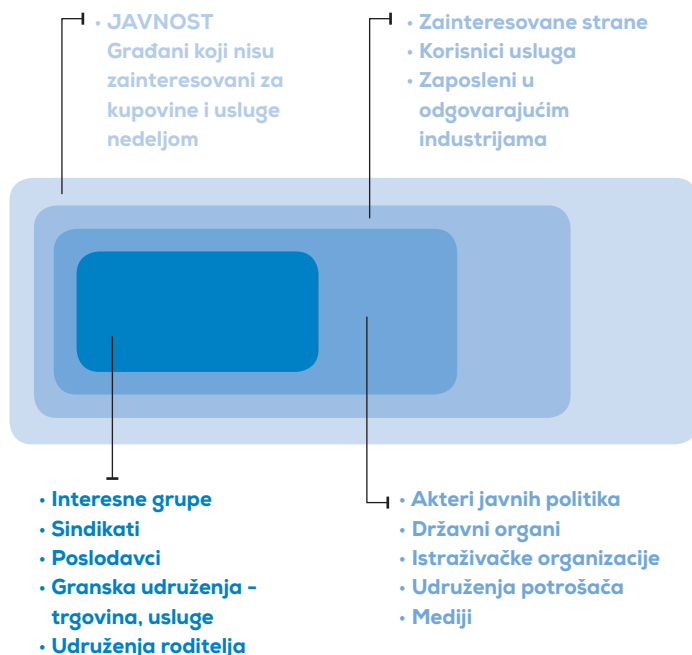 • JAVNOST
Građani koji nisu
zainteresovani za
kupovine i usluge
nedeljom
• Zainteresovane strane
• Korisnici usluga
• Zaposleni u
odgovarajućim
industrijama
• Interesne grupe
• Sindikati
• Poslodavci
• Granska udruženja -
trgovina, usluge
• Udruženja roditelja
• Akteri javnih politika
• Državni organi
• Istraživačke organizacije
• Udruženja potrošača
• Mediji